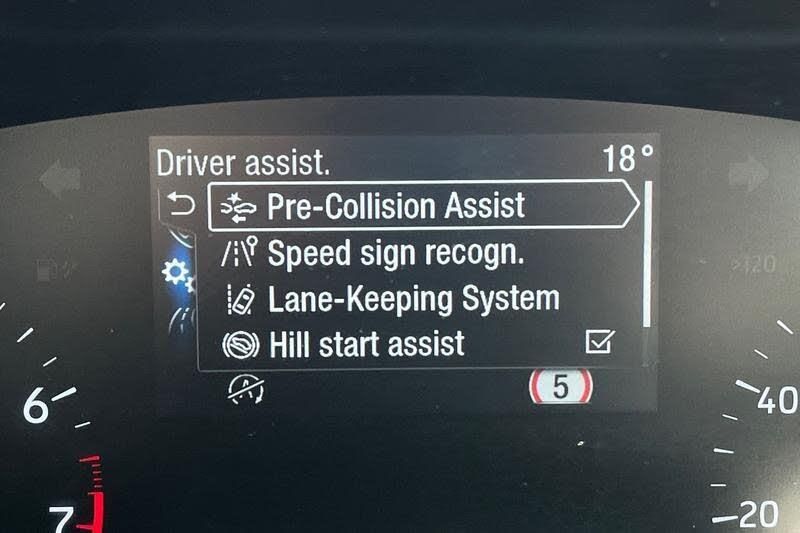 Driver assist. 18°
Pre-Collision Assist
Speed sign recogn.
>120
Lane-Keeping System
Hill start assist
5
6
40
7
20